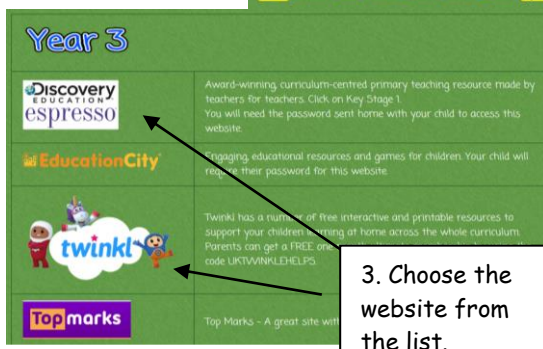 Year 3
Discovery
EDUCATION
espresso
Award-winning, curriculum-centred primary teaching resource made by
teachers for teachers. Click on Key Stage 1.
You will need the password sent home with your child to access this
website.
EducationCity
Engaging, educational resources and games for children. Your child will
require their password for this website
twinkl
Twinkl has a number of free interactive and printable resources to
support your children learning at home across the whole curriculum.
Parents can get a FREE one
code UKTWINKLEHELPS.
3. Choose the
website from
the list.
Topmarks
Top Marks - A great site with